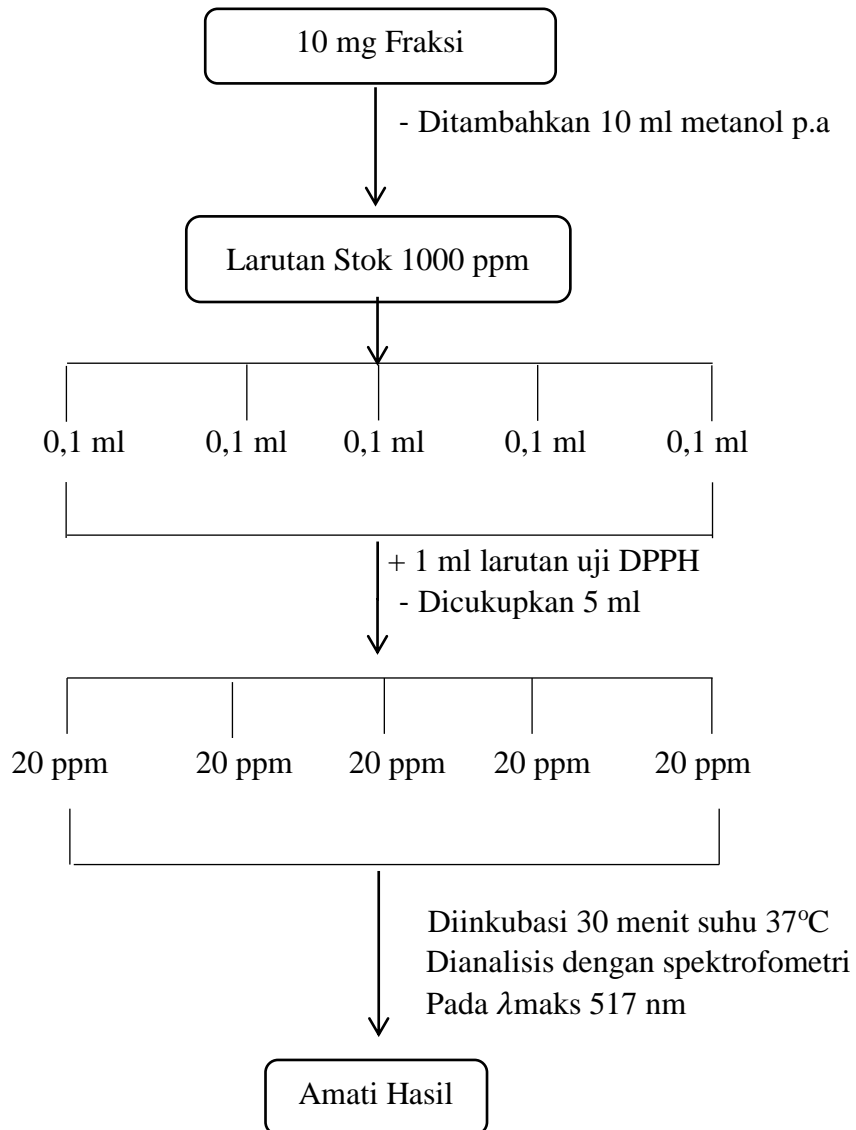 10 mg Fraksi
- Ditambahkan 10 ml metanol p.a
Larutan Stok 1000 ppm
0,1 ml 0,1 ml 0,1 ml 0,1 ml 0,1 ml
+ 1 ml larutan uji DPPH
- Dicukupkan 5 ml
20 ppm 20 ppm 20 ppm 20 ppm 20 ppm
Diinkubasi 30 menit suhu 37°C
Dianalisis dengan spektrofometri
Pada λmaks 517 nm
Amati Hasil